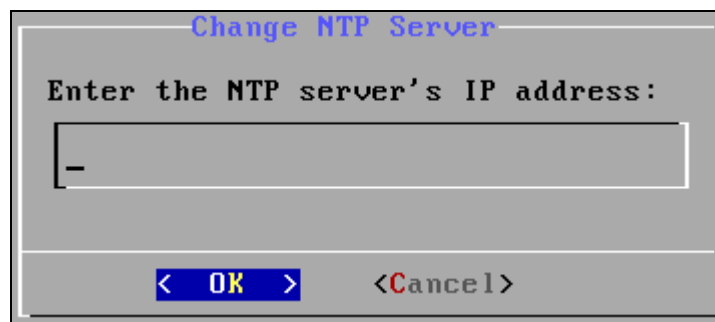 Change NTP Server
Enter the NTP server's IP address:
_
< OK > <Cancel>